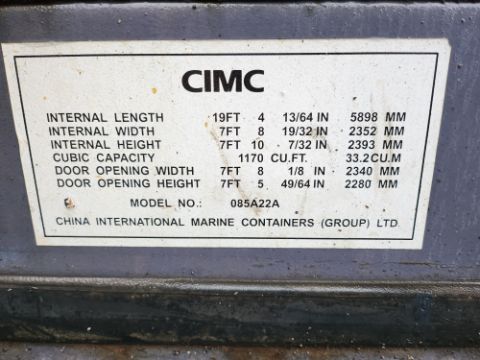 CIMC
INTERNAL LENGTH 19FT 4 13/64 IN 5898 MM
INTERNAL WIDTH 7FT 8 19/32 IN 2352 MM
INTERNAL HEIGHT 7FT 10 7/32 IN 2393 MM
CUBIC CAPACITY 1170 CU.FT. 33.2CU.M
DOOR OPENING WIDTH 7FT 8 1/8 IN 2340 MM
DOOR OPENING HEIGHT 7FT 5 49/64 IN 2280 MM
MODEL NO.: 085A22A
CHINA INTERNATIONAL MARINE CONTAINERS (GROUP) LTD